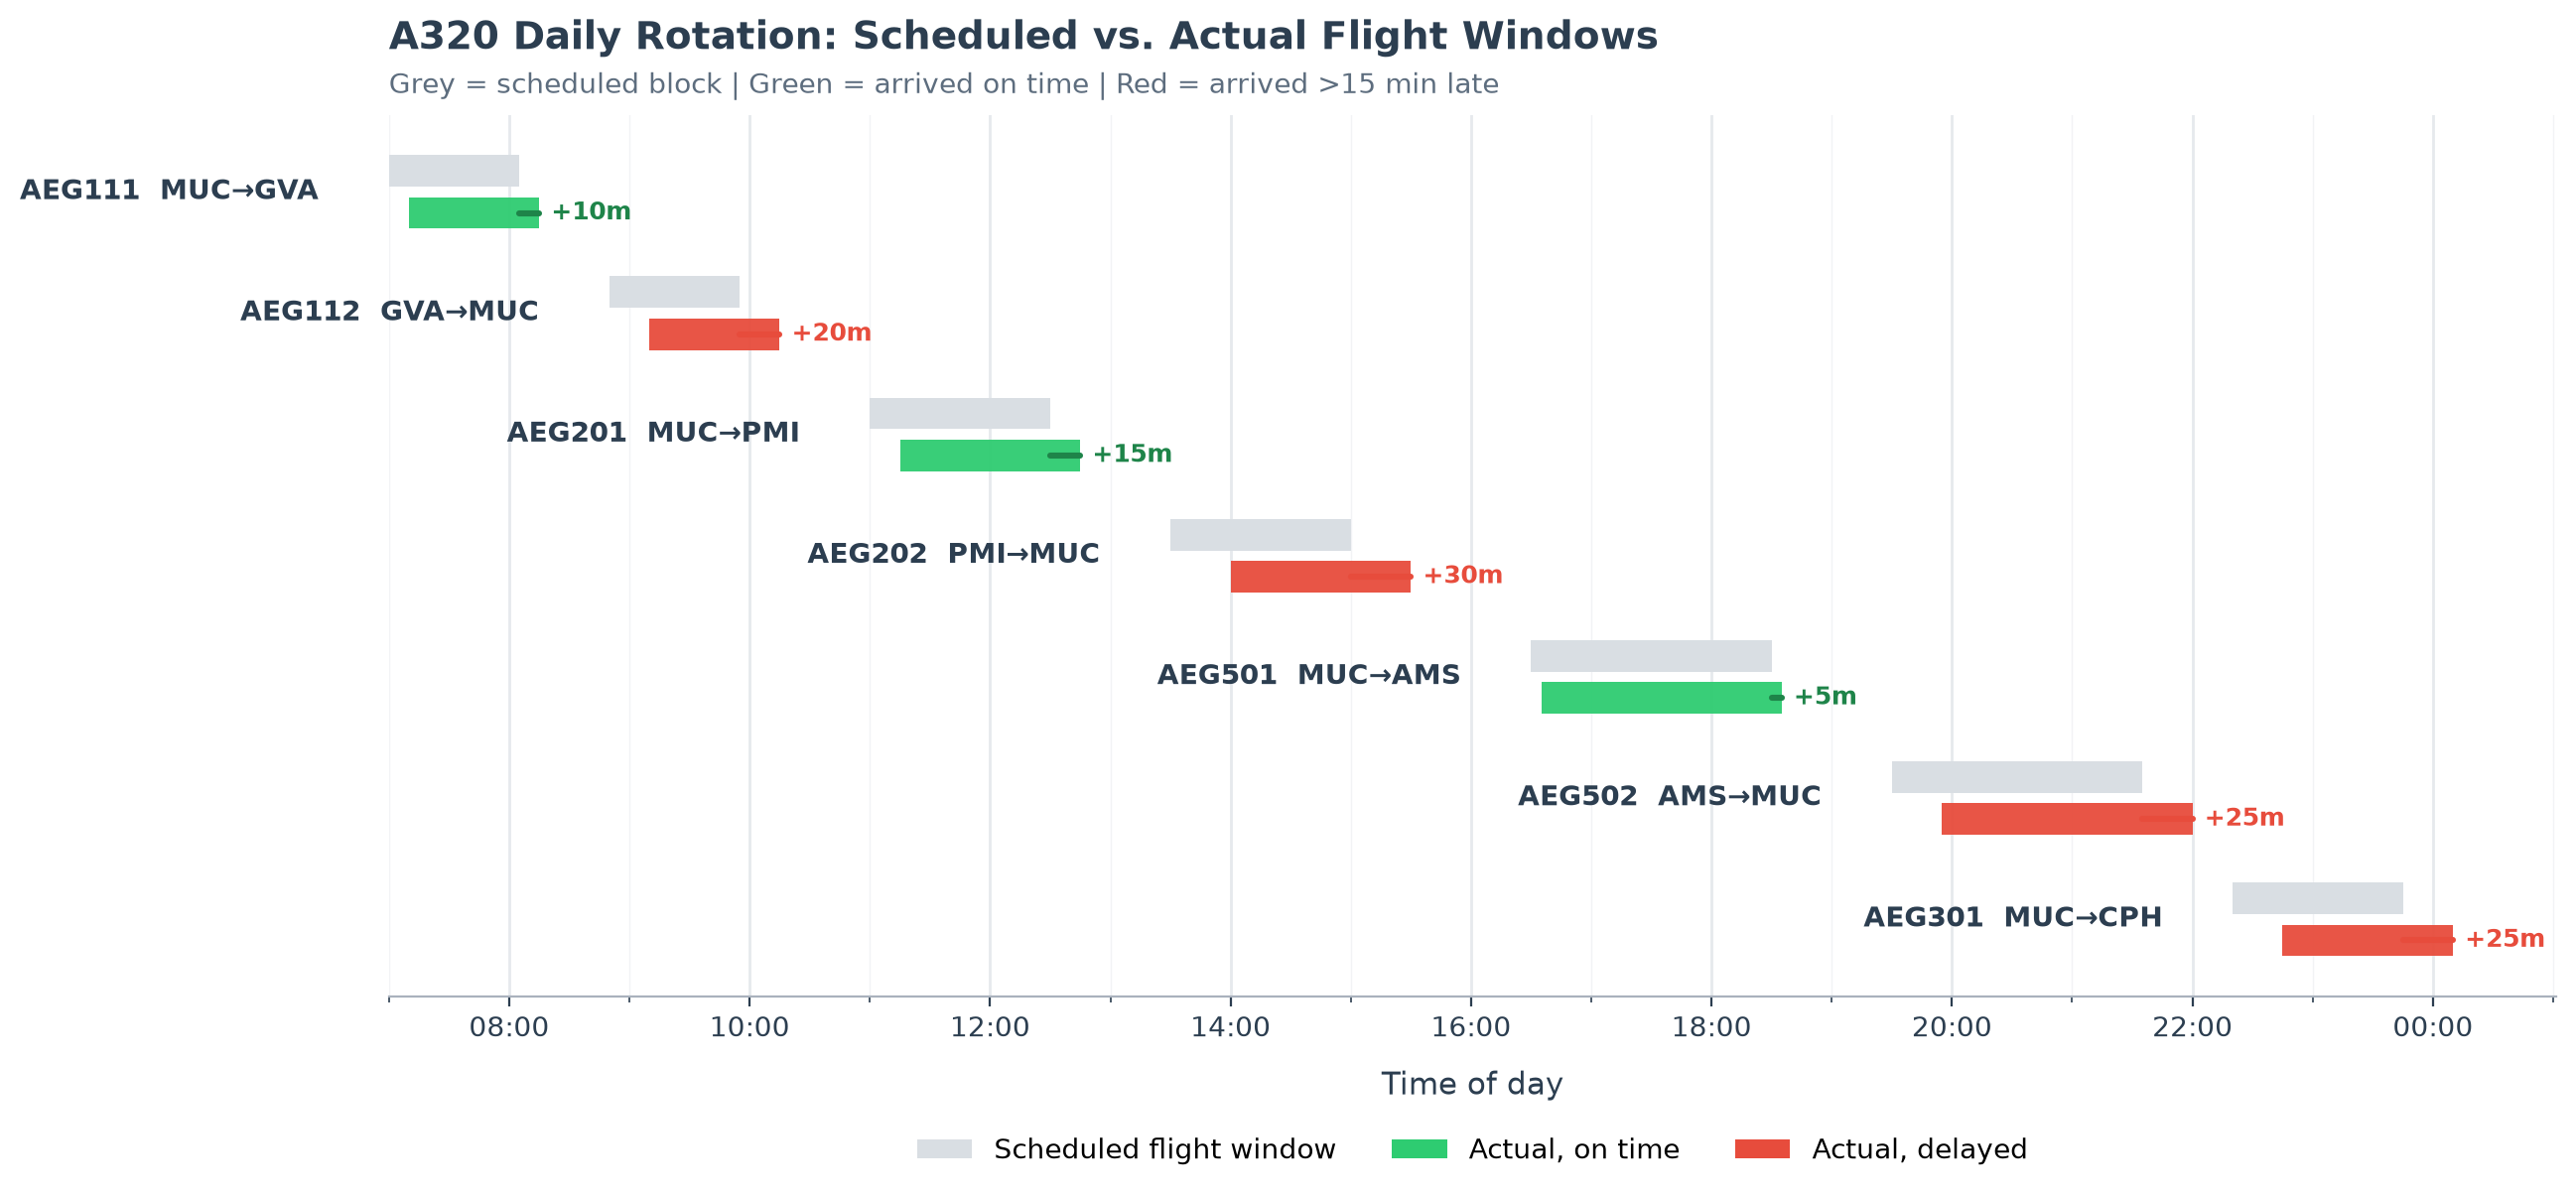 A320 Daily Rotation: Scheduled vs. Actual Flight Windows
Grey = scheduled block | Green = arrived on time | Red = arrived >15 min late
AEG111 MUC→GVA
+10m
AEG112 GVA→MUC
+20m
AEG201 MUC→PMI
+15m
AEG202 PMI→MUC
+30m
AEG501 MUC→AMS
+5m
AEG502 AMS→MUC
+25m
AEG301 MUC→CPH
+25m
08:00 10:00 12:00 14:00 16:00 18:00 20:00 22:00 00:00
Time of day
Scheduled flight window Actual, on time Actual, delayed